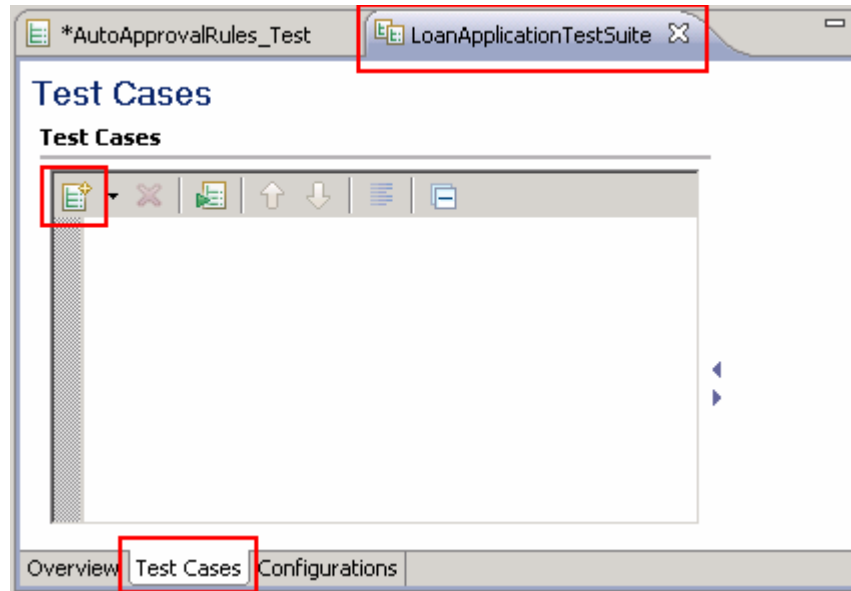 *AutoApprovalRules_Test LoanApplicationTestSuite
Test Cases
Test Cases
Overview Test Cases Configurations